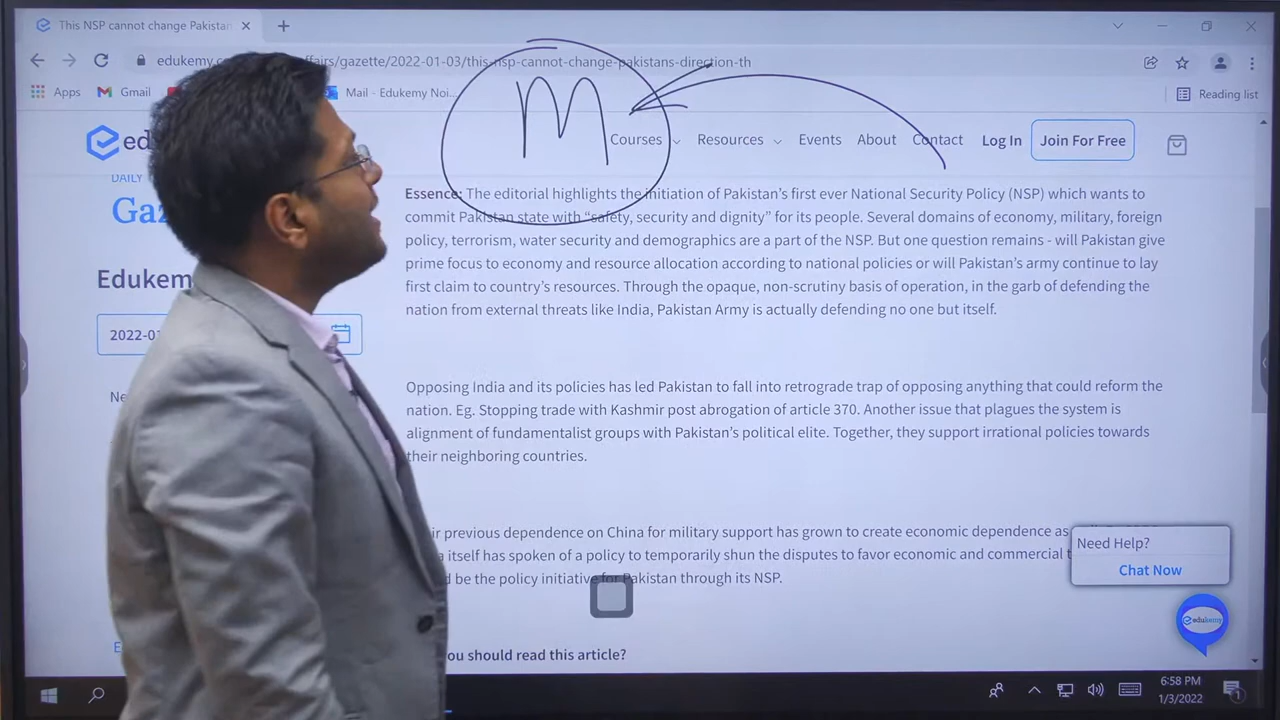 This NSP cannot change Pakistan
edukemy.c ffairs/gazette/2022-01-03/this-nsp-cannot-change-pakistans-direction-th
Apps Gmail Mail - Edukemy Noi...
Reading list
M
ed
Courses Resources Events About Contact Log In Join For Free
DAILY
Gaz
Essence: The editorial highlights the initiation of Pakistan's first ever National Security Policy (NSP) which wants to
commit Pakistan state with “safety, security and dignity” for its people. Several domains of economy, military, foreign
policy, terrorism, water security and demographics are a part of the NSP. But one question remains - will Pakistan give
prime focus to economy and resource allocation according to national policies or will Pakistan's army continue to lay
first claim to country's resources. Through the opaque, non-scrutiny basis of operation, in the garb of defending the
nation from external threats like India, Pakistan Army is actually defending no one but itself.
Edukem
2022-01
Opposing India and its policies has led Pakistan to fall into retrograde trap of opposing anything that could reform the
nation. Eg. Stopping trade with Kashmir post abrogation of article 370. Another issue that plagues the system is
alignment of fundamentalist groups with Pakistan's political elite. Together, they support irrational policies towards
their neighboring countries.
ir previous dependence on China for military support has grown to create economic dependence as
a itself has spoken of a policy to temporarily shun the disputes to favor economic and commercial t
d be the policy initiative for Pakistan through its NSP.
Need Help?
Chat Now
edukemy
ou should read this article?
6:58 PM
1/3/2022